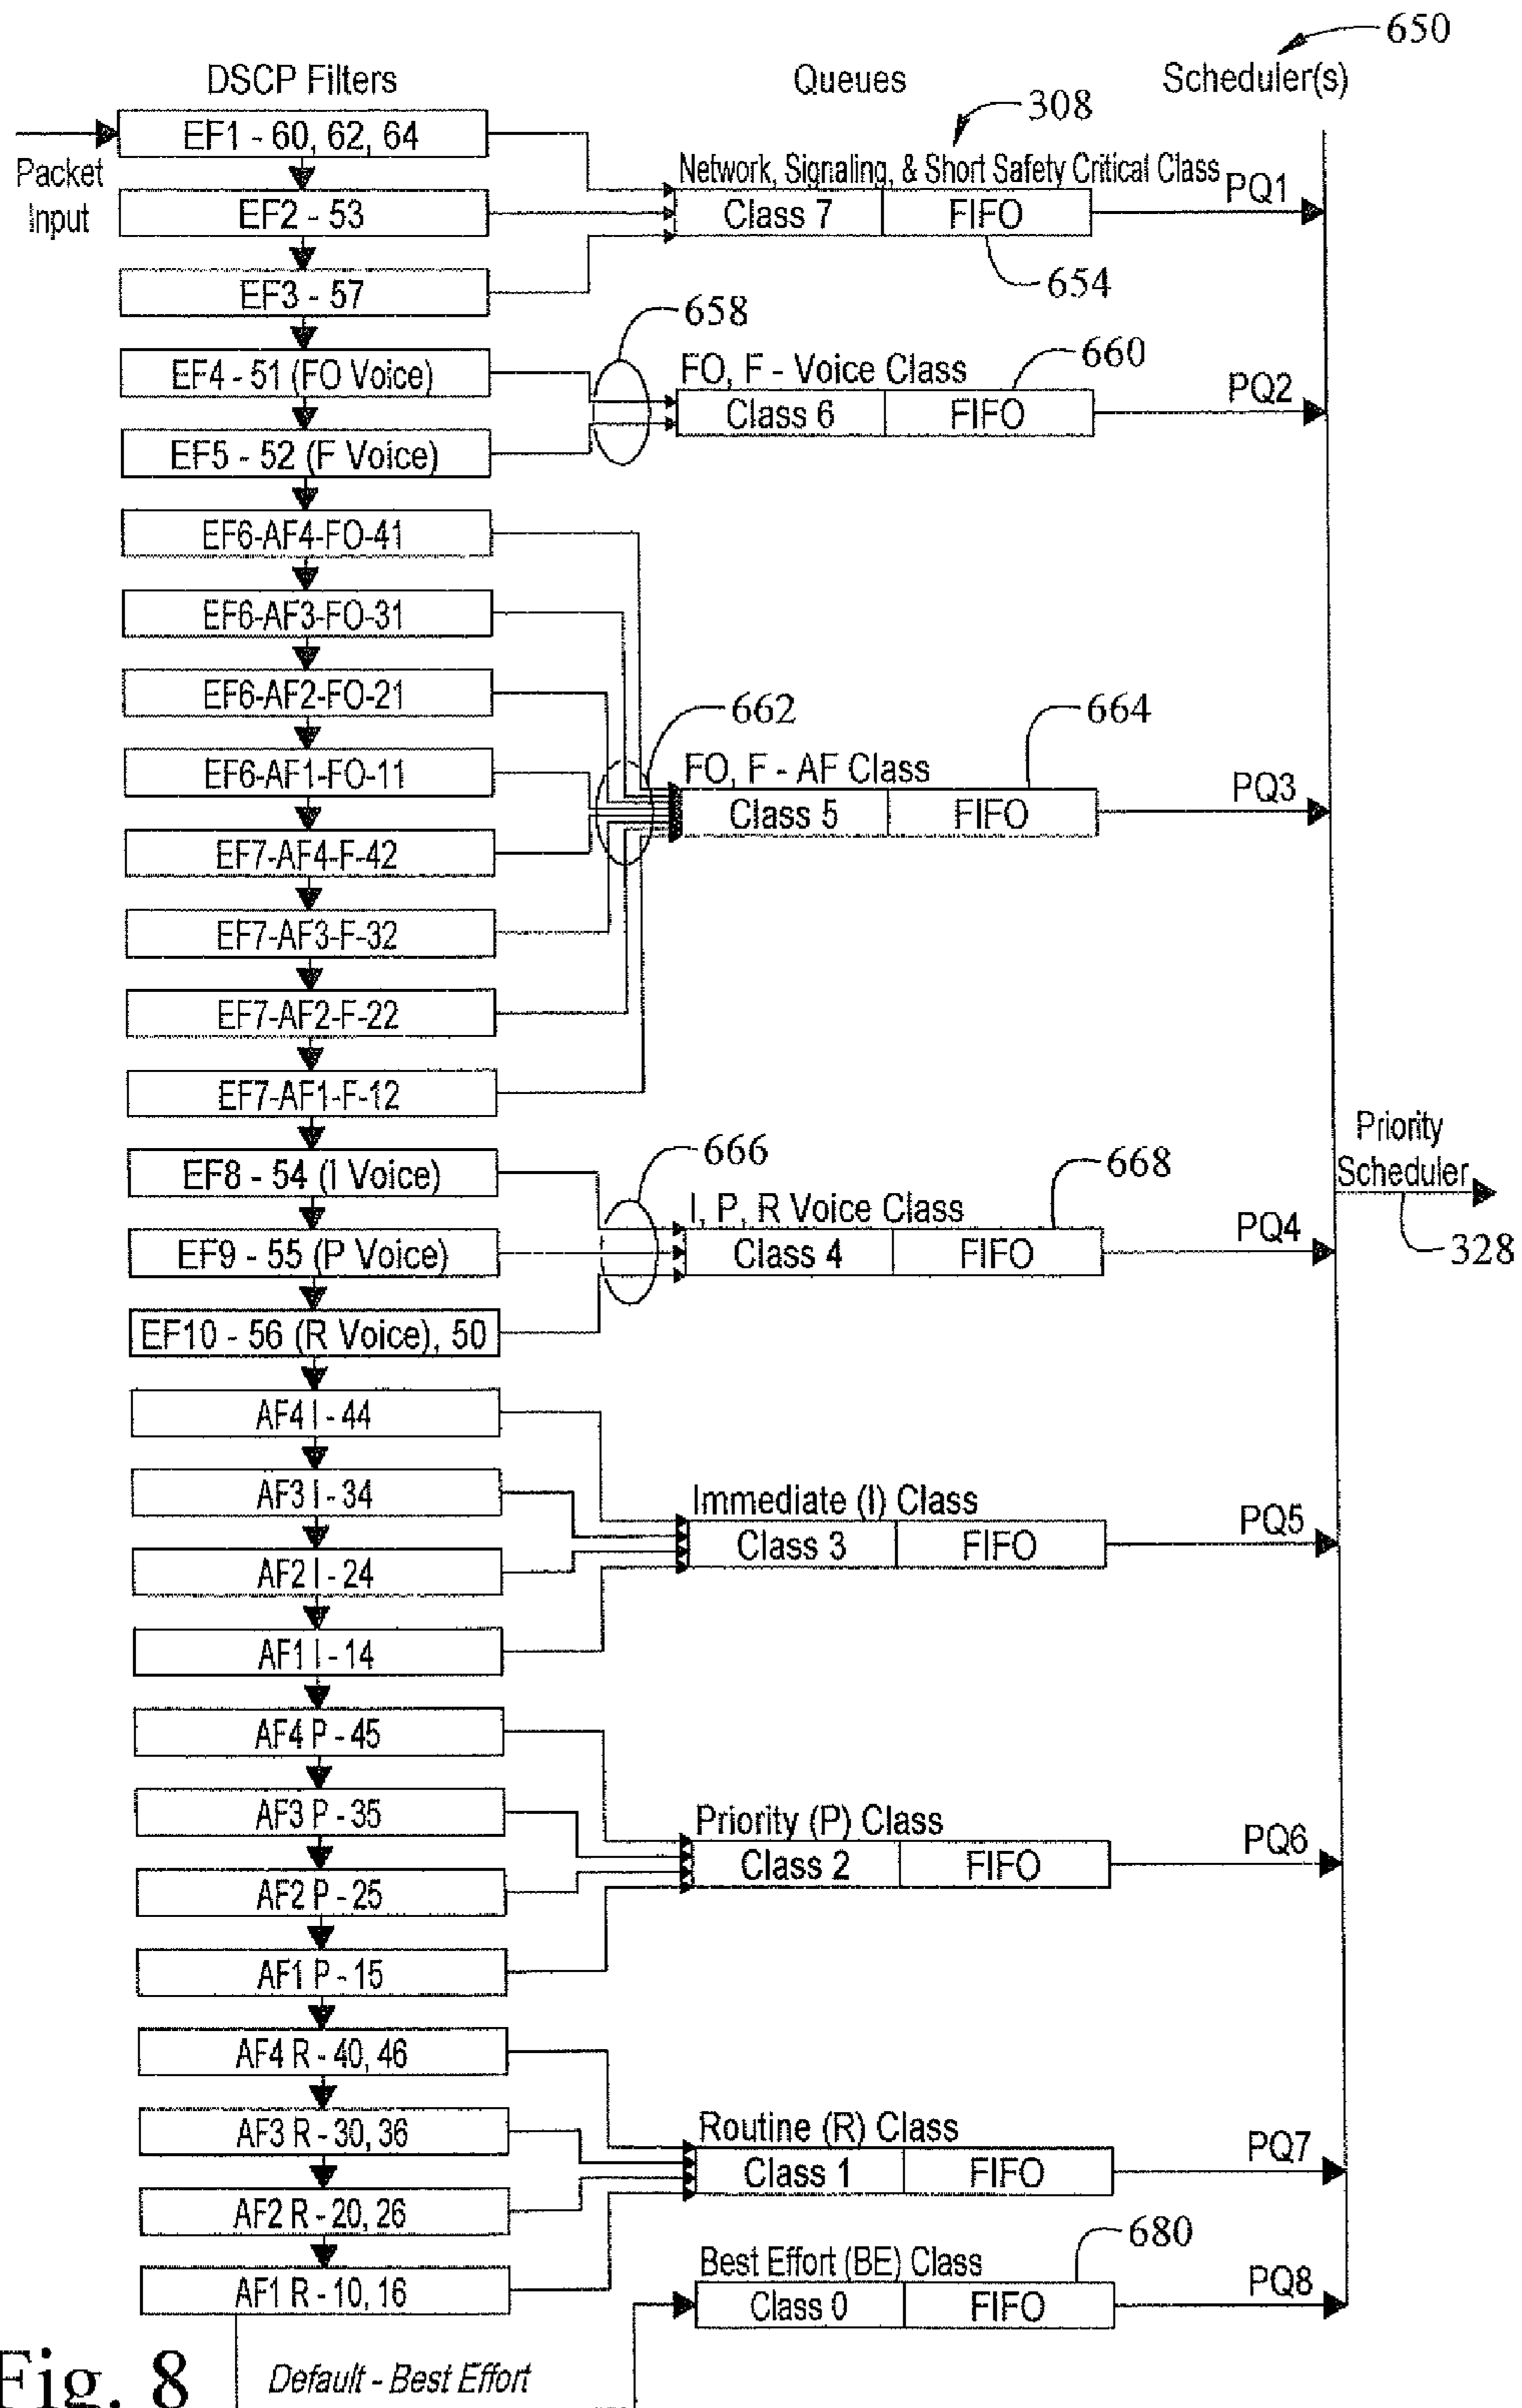 650
DSCP Filters
Queues
Scheduler(s)
308
EF1 - 60, 62, 64
Packet
Input
Network, Signaling, & Short Safety Critical Class
PQ1
EF2 - 53
Class 7
FIFO
654
EF3 - 57
658
EF4 - 51 (FO Voice)
FO, F - Voice Class
660
PQ2
Class 6
FIFO
EF5 - 52 (F Voice)
EF6-AF4-FO-41
EF6-AF3-FO-31
EF6-AF2-FO-21
662
664
EF6-AF1-FO-11
FO, F - AF Class
PQ3
Class 5
FIFO
EF7-AF4-F-42
EF7-AF3-F-32
EF7-AF2-F-22
EF7-AF1-F-12
Priority
Scheduler
328
EF8 - 54 (I Voice)
666
668
I, P, R Voice Class
PQ4
EF9 - 55 (P Voice)
Class 4
FIFO
EF10 - 56 (R Voice), 50
AF4 I - 44
AF3 I - 34
Immediate (I) Class
PQ5
Class 3
FIFO
AF2 I - 24
AF1 I - 14
AF4 P - 45
AF3 P - 35
Priority (P) Class
PQ6
Class 2
FIFO
AF2 P - 25
AF1 P - 15
AF4 R - 40, 46
AF3 R - 30, 36
Routine (R) Class
PQ7
Class 1
FIFO
AF2 R - 20, 26
680
Best Effort (BE) Class
PQ8
AF1 R - 10, 16
Class 0
FIFO
Fig. 8
Default - Best Effort